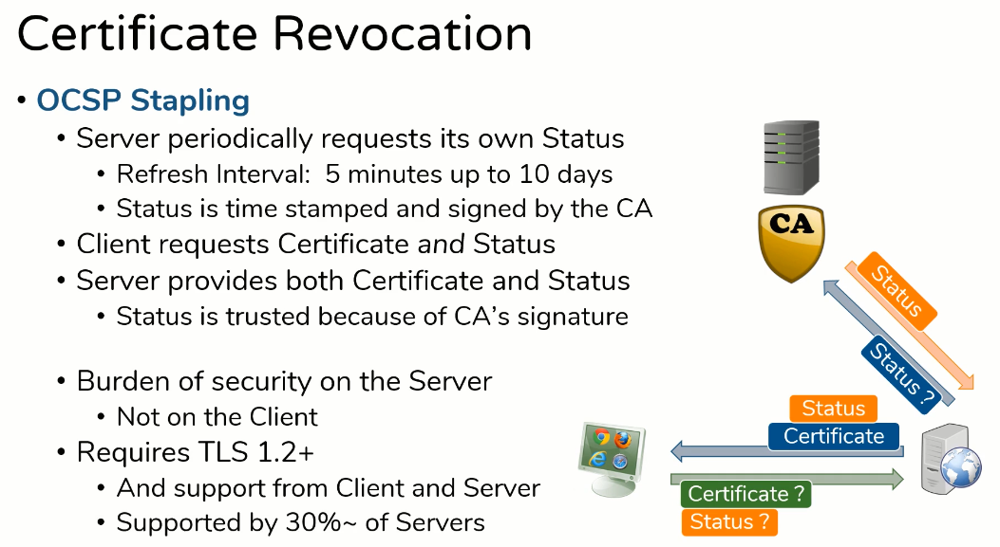 Certificate Revocation
• OCSP Stapling
• Server periodically requests its own Status
• Refresh Interval: 5 minutes up to 10 days
• Status is time stamped and signed by the CA
• Client requests Certificate and Status
• Server provides both Certificate and Status
• Status is trusted because of CA's signature
• Burden of security on the Server
• Not on the Client
• Requires TLS 1.2+
• And support from Client and Server
• Supported by 30%~ of Servers
CA
Status
Status ?
Status
Certificate
Certificate ?
Status ?